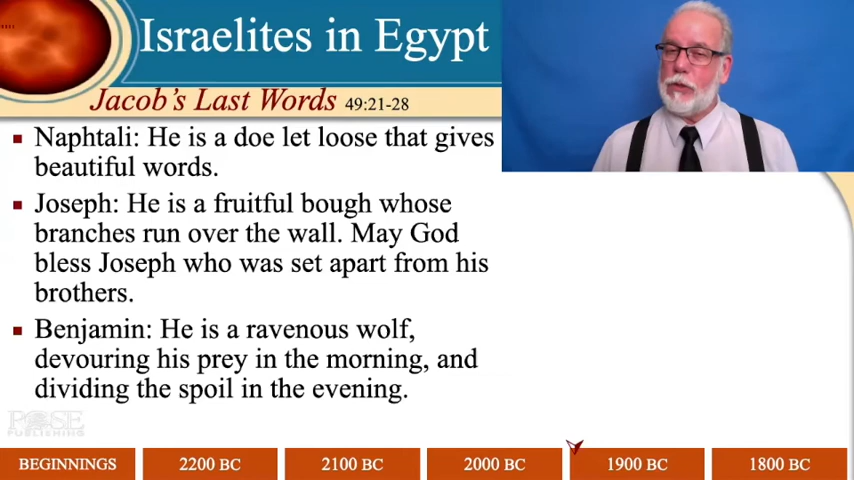 Israelites in Egypt
Jacob's Last Words 49:21-28
▪ Naphtali: He is a doe let loose that gives
beautiful words.
▪ Joseph: He is a fruitful bough whose
branches run over the wall. May God
bless Joseph who was set apart from his
brothers.
▪ Benjamin: He is a ravenous wolf,
devouring his prey in the morning, and
dividing the spoil in the evening.
ROSE
PUBLISHING
BEGINNINGS
2200 BC
2100 BC
2000 BC
1900 BC
1800 BC